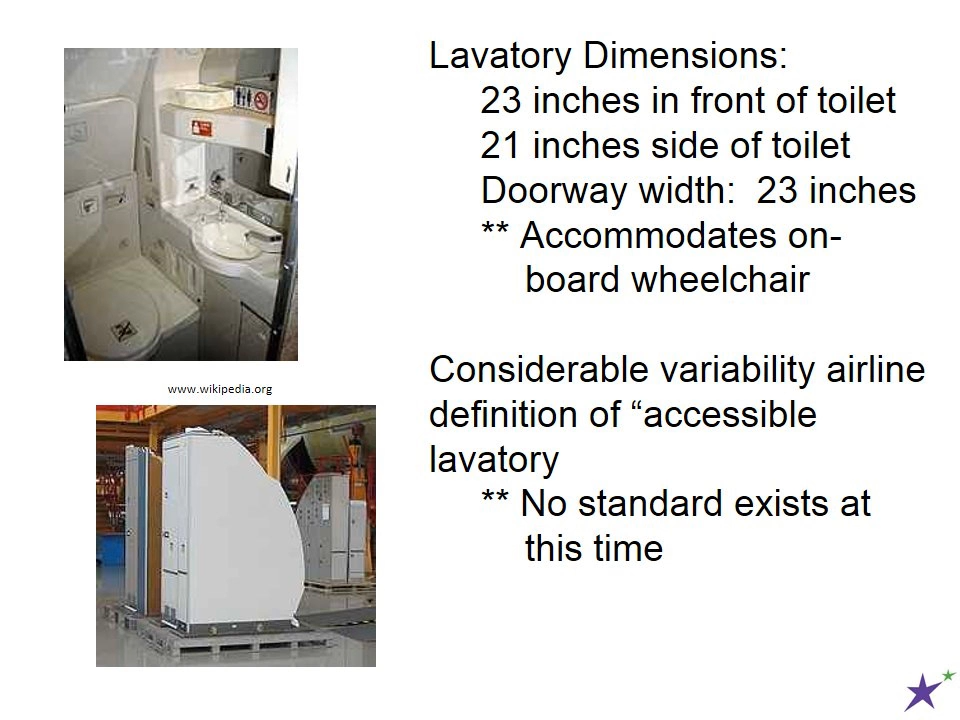 Lavatory Dimensions:
23 inches in front of toilet
21 inches side of toilet
Doorway width:  23 inches
** Accommodates on-
board wheelchair
Considerable variability airline
definition of “accessible
lavatory
** No standard exists at
this time
www.wikipedia.org